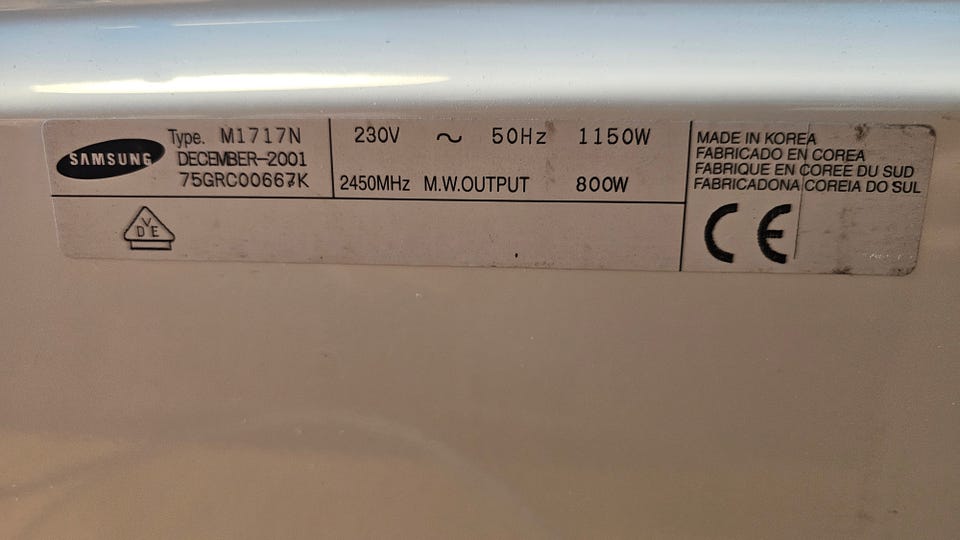 SAMSUNG
Type. M1717N
DECEMBER-2001
75GRC00667K
230V ~ 50Hz 1150W
2450MHz M.W.OUTPUT 800W
MADE IN KOREA
FABRICADO EN COREA
FABRIQUE EN COREE DU SUD
FABRICADONA COREIA DO SUL
VDE
CE